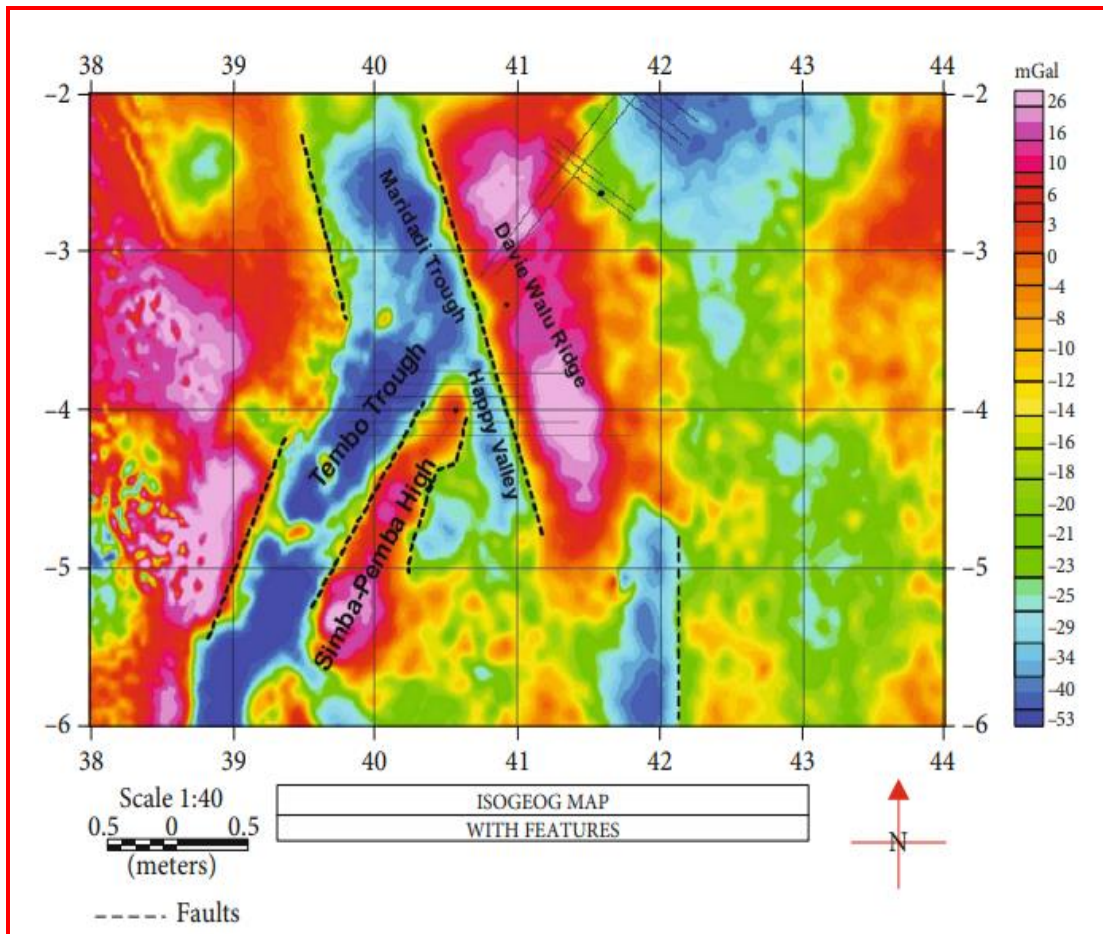 38 39 40 41 42 43 44
mGal
–2 –2
–3 –3
–4 –4
–5 –5
–6 –6
Maridadi Trough
Davie Walu Ridge
Tembo Trough
Happy Valley
Simba-Pemba High
26
16
10
6
3
0
–4
–8
–10
–12
–14
–16
–18
–20
–21
–23
–25
–29
–34
–40
–53
38 39 40 41 42 43 44
Scale 1:40
0.5 0 0.5
(meters)
Faults
ISOGEOG MAP
WITH FEATURES
N